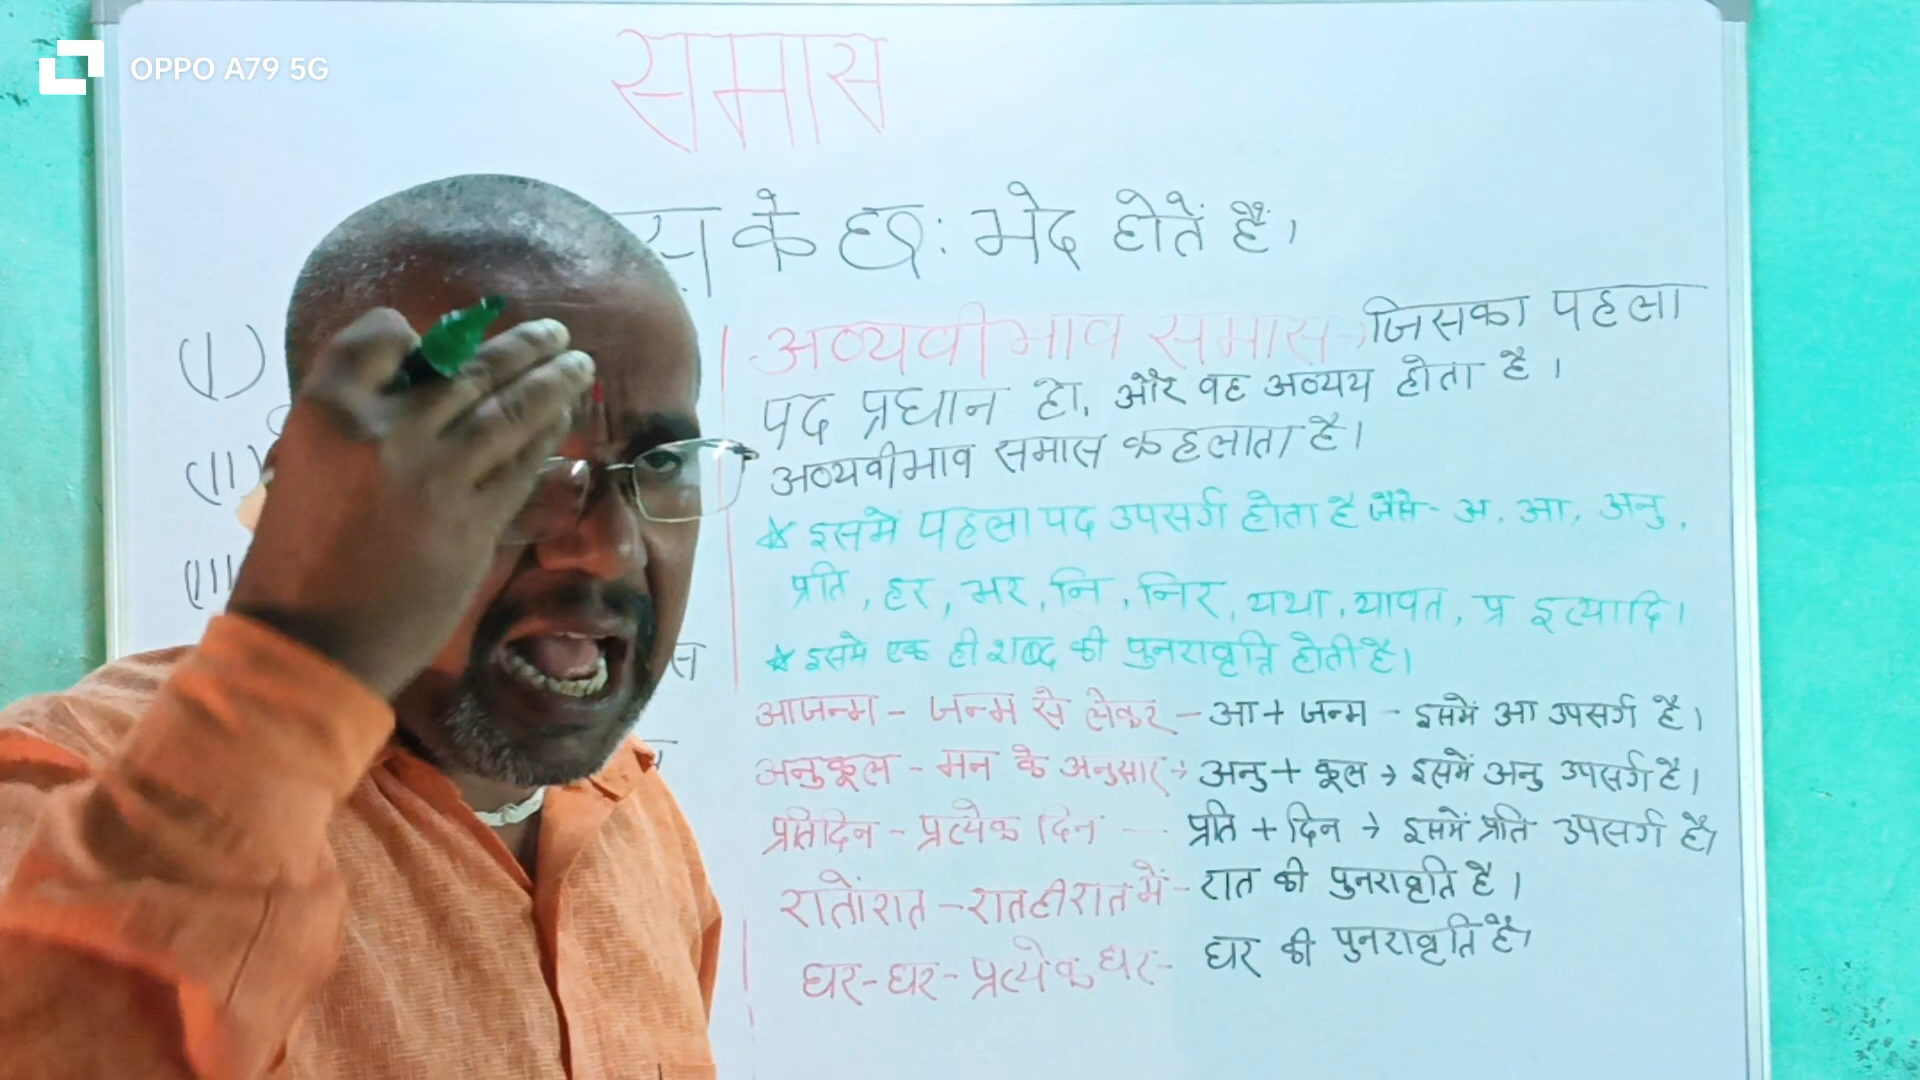 OPPO A79 5G
समास
के छः भेद होतें हैं।
(I) अव्ययवीभाव समास → जिसका पहला
पद प्रधान हो, और वह अव्यय होता है।
(II) अव्ययवीभाव समास कहलाता है।
☆ इसमें पहला पद उपसर्ग होता है जैसे- अ, आ, अनु,
(III) प्रति, हर, भर, नि, निर, यथा, यावत, प्र इत्यादि।
☆ इसमे एक ही शब्द की पुनरावृत्ति होती है।
आजन्म - जन्म से लेकर - आ + जन्म - इसमें आ उपसर्ग है।
अनुकूल - मन के अनुसार → अनु + कूल → इसमें अनु उपसर्ग है।
प्रतिदिन - प्रत्येक दिन — प्रति + दिन → इसमें प्रति उपसर्ग है।
रातोंरात - रात ही रात में - रात की पुनरावृति है।
घर-घर- प्रत्येक घर- घर की पुनरावृति है।